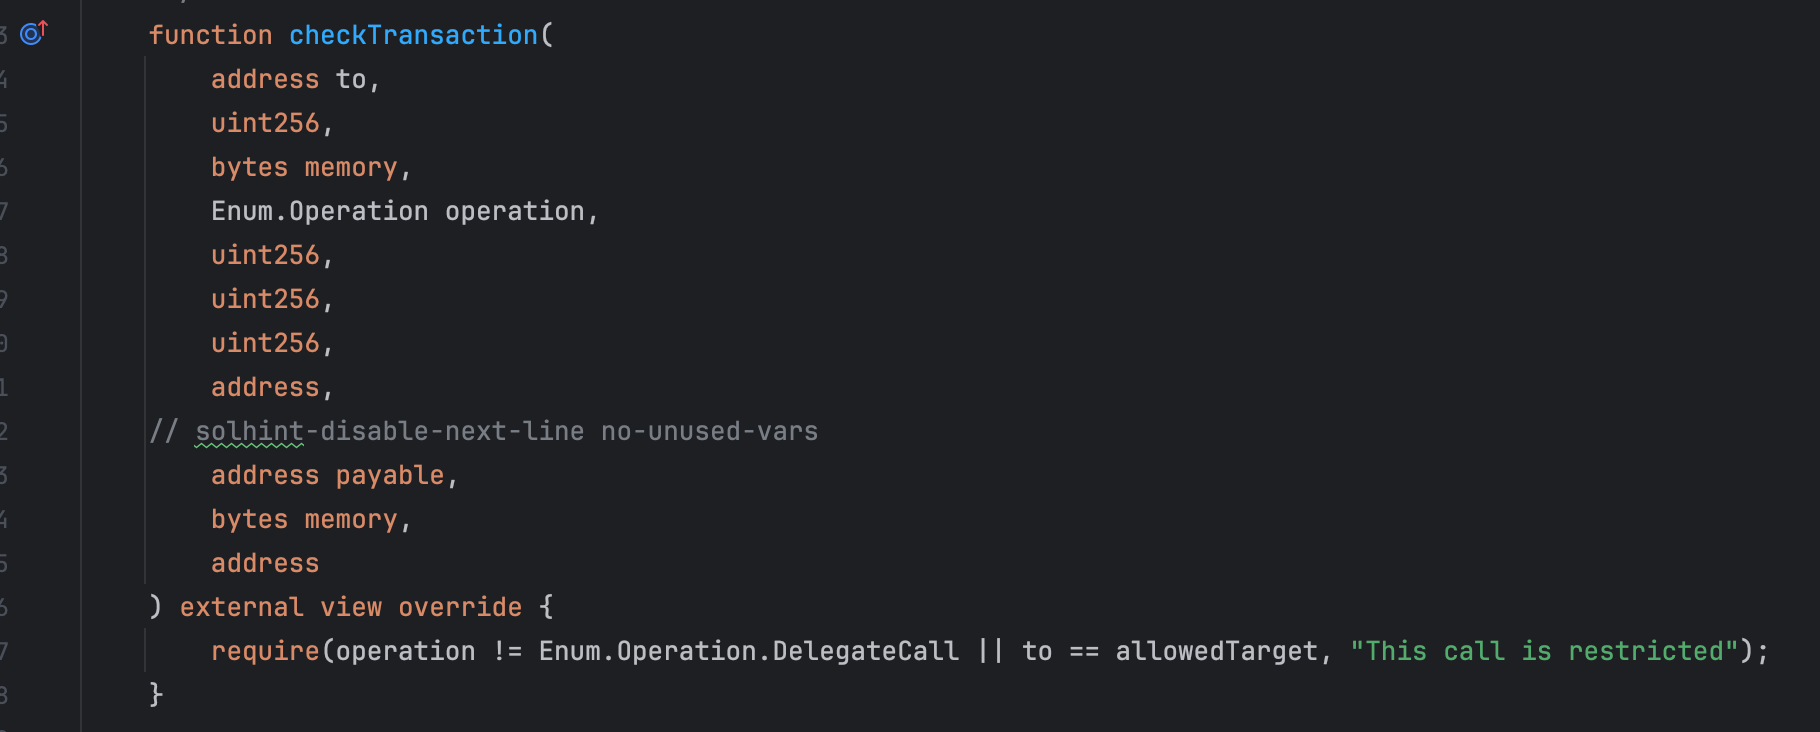 3 function checkTransaction(
4 address to,
5 uint256,
6 bytes memory,
7 Enum.Operation operation,
8 uint256,
9 uint256,
0 uint256,
1 address,
2 // solhint-disable-next-line no-unused-vars
3 address payable,
4 bytes memory,
5 address
6 ) external view override {
7 require(operation != Enum.Operation.DelegateCall || to == allowedTarget, "This call is restricted");
8 }